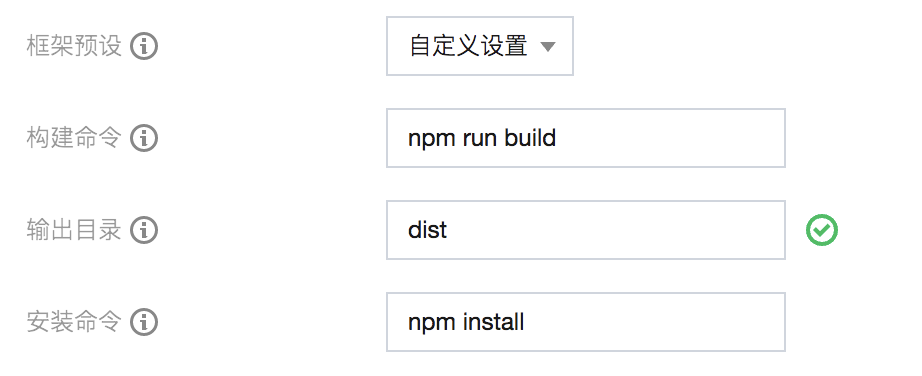 框架预设
自定义设置
构建命令
npm run build
输出目录
dist
安装命令
npm install